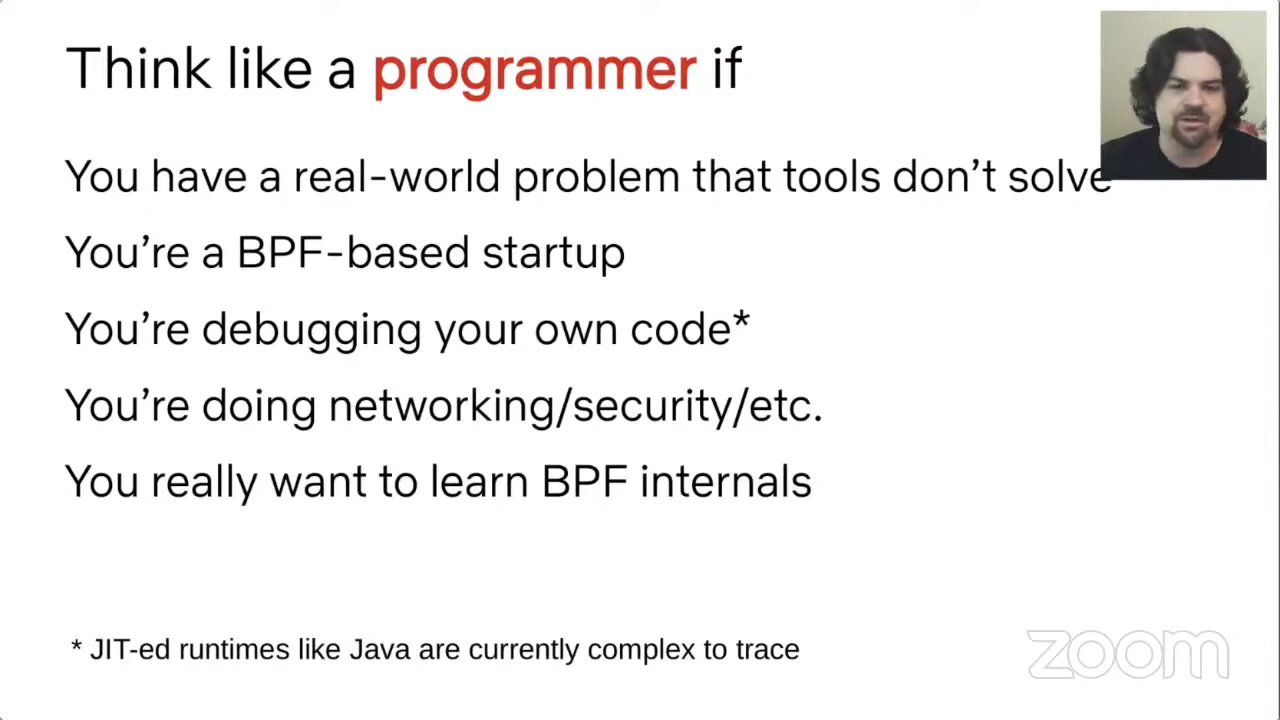 Think like a programmer if
You have a real-world problem that tools don’t solve
You’re a BPF-based startup
You’re debugging your own code*
You’re doing networking/security/etc.
You really want to learn BPF internals
* JIT-ed runtimes like Java are currently complex to trace
zoom